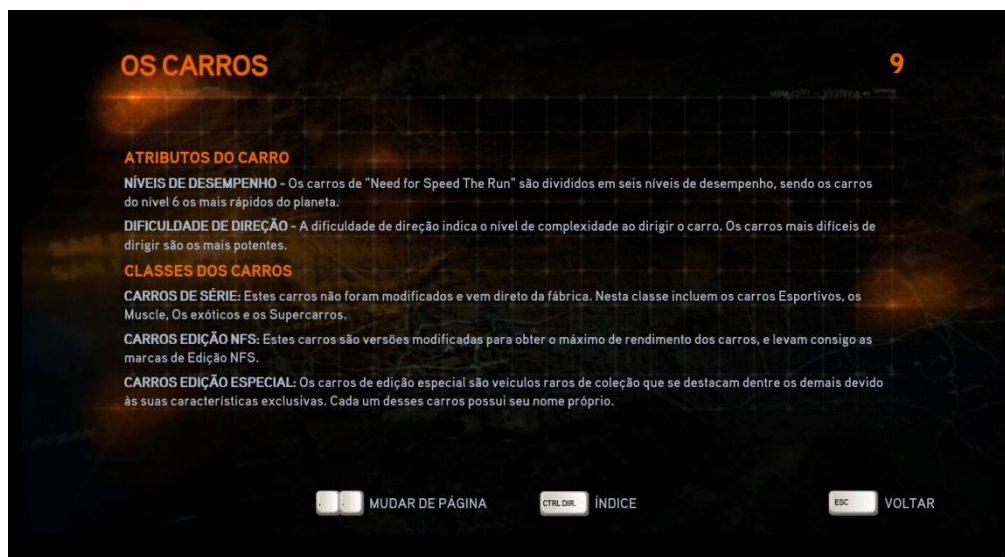 OS CARROS
9
ATRIBUTOS DO CARRO
NÍVEIS DE DESEMPENHO - Os carros de "Need for Speed The Run" são divididos em seis níveis de desempenho, sendo os carros
do nível 6 os mais rápidos do planeta.
DIFICULDADE DE DIREÇÃO - A dificuldade de direção indica o nível de complexidade ao dirigir o carro. Os carros mais difíceis de
dirigir são os mais potentes.
CLASSES DOS CARROS
CARROS DE SÉRIE: Estes carros não foram modificados e vem direto da fábrica. Nesta classe incluem os carros Esportivos, os
Muscle, Os exóticos e os Supercarros.
CARROS EDIÇÃO NFS: Estes carros são versões modificadas para obter o máximo de rendimento dos carros, e levam consigo as
marcas de Edição NFS.
CARROS EDIÇÃO ESPECIAL: Os carros de edição especial são veículos raros de coleção que se destacam dentre os demais devido
às suas características exclusivas. Cada um desses carros possui seu nome próprio.
MUDAR DE PÁGINA
CTRL DIR. ÍNDICE
ESC VOLTAR